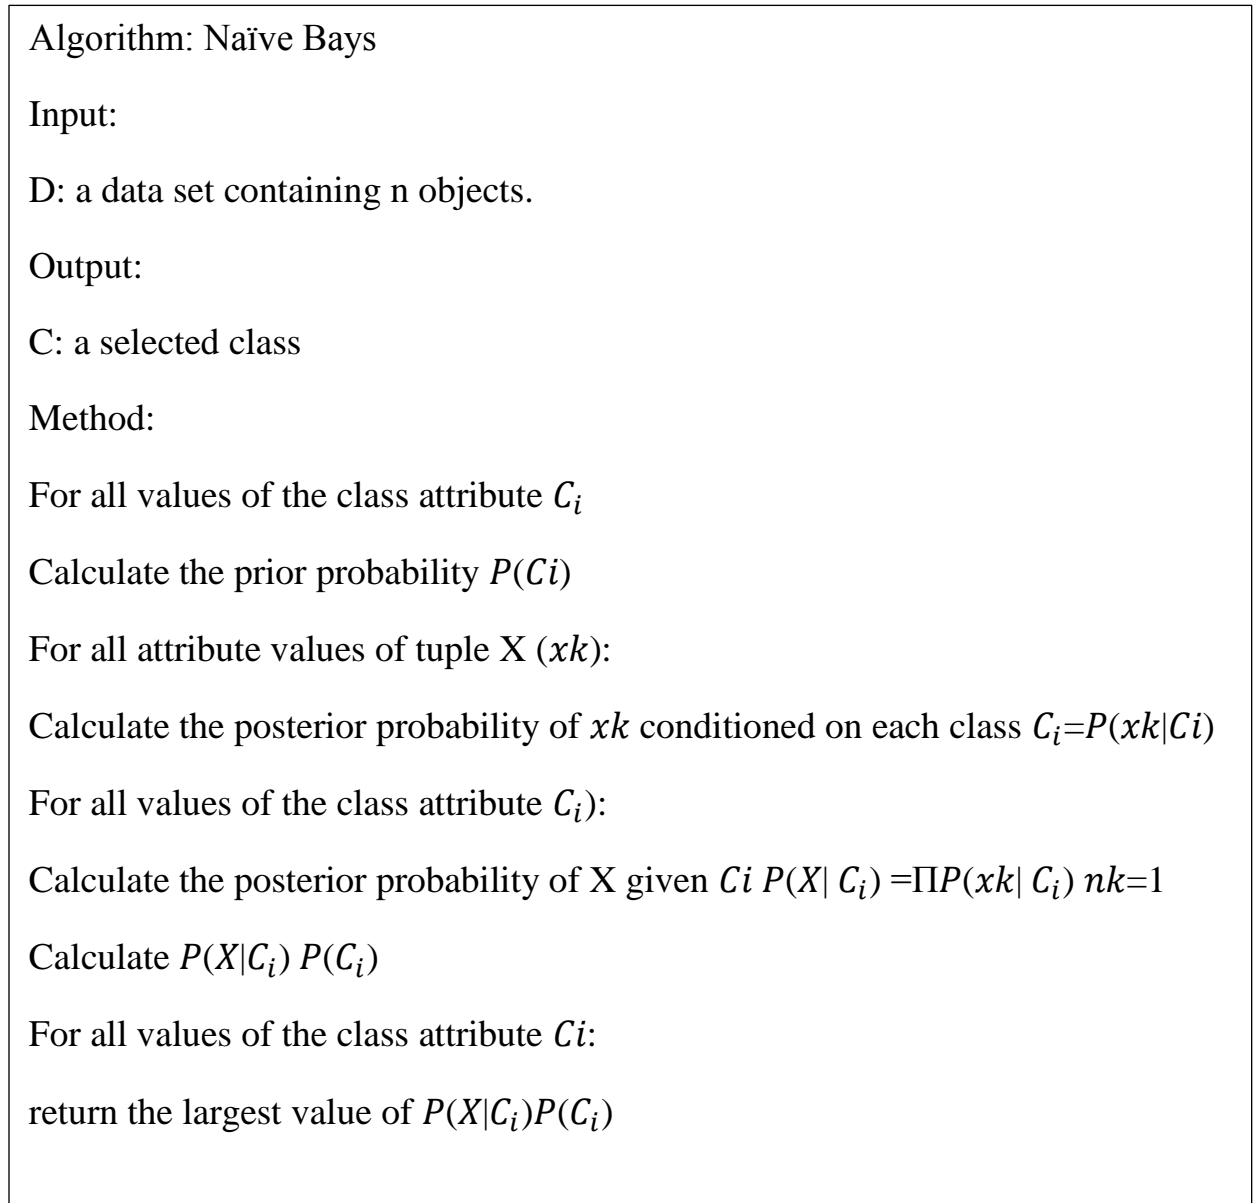 Algorithm: Naïve Bays
Input:
D: a data set containing n objects.
Output:
C: a selected class
Method:
For all values of the class attribute 𝐶ᵢ
Calculate the prior probability 𝑃(𝐶𝑖)
For all attribute values of tuple X (𝑥𝑘):
Calculate the posterior probability of 𝑥𝑘 conditioned on each class 𝐶ᵢ=𝑃(𝑥𝑘|𝐶𝑖)
For all values of the class attribute 𝐶ᵢ):
Calculate the posterior probability of X given 𝐶𝑖 𝑃(𝑋| 𝐶ᵢ) =Π𝑃(𝑥𝑘| 𝐶ᵢ) 𝑛𝑘=1
Calculate 𝑃(𝑋|𝐶ᵢ) 𝑃(𝐶ᵢ)
For all values of the class attribute 𝐶𝑖:
return the largest value of 𝑃(𝑋|𝐶ᵢ)𝑃(𝐶ᵢ)